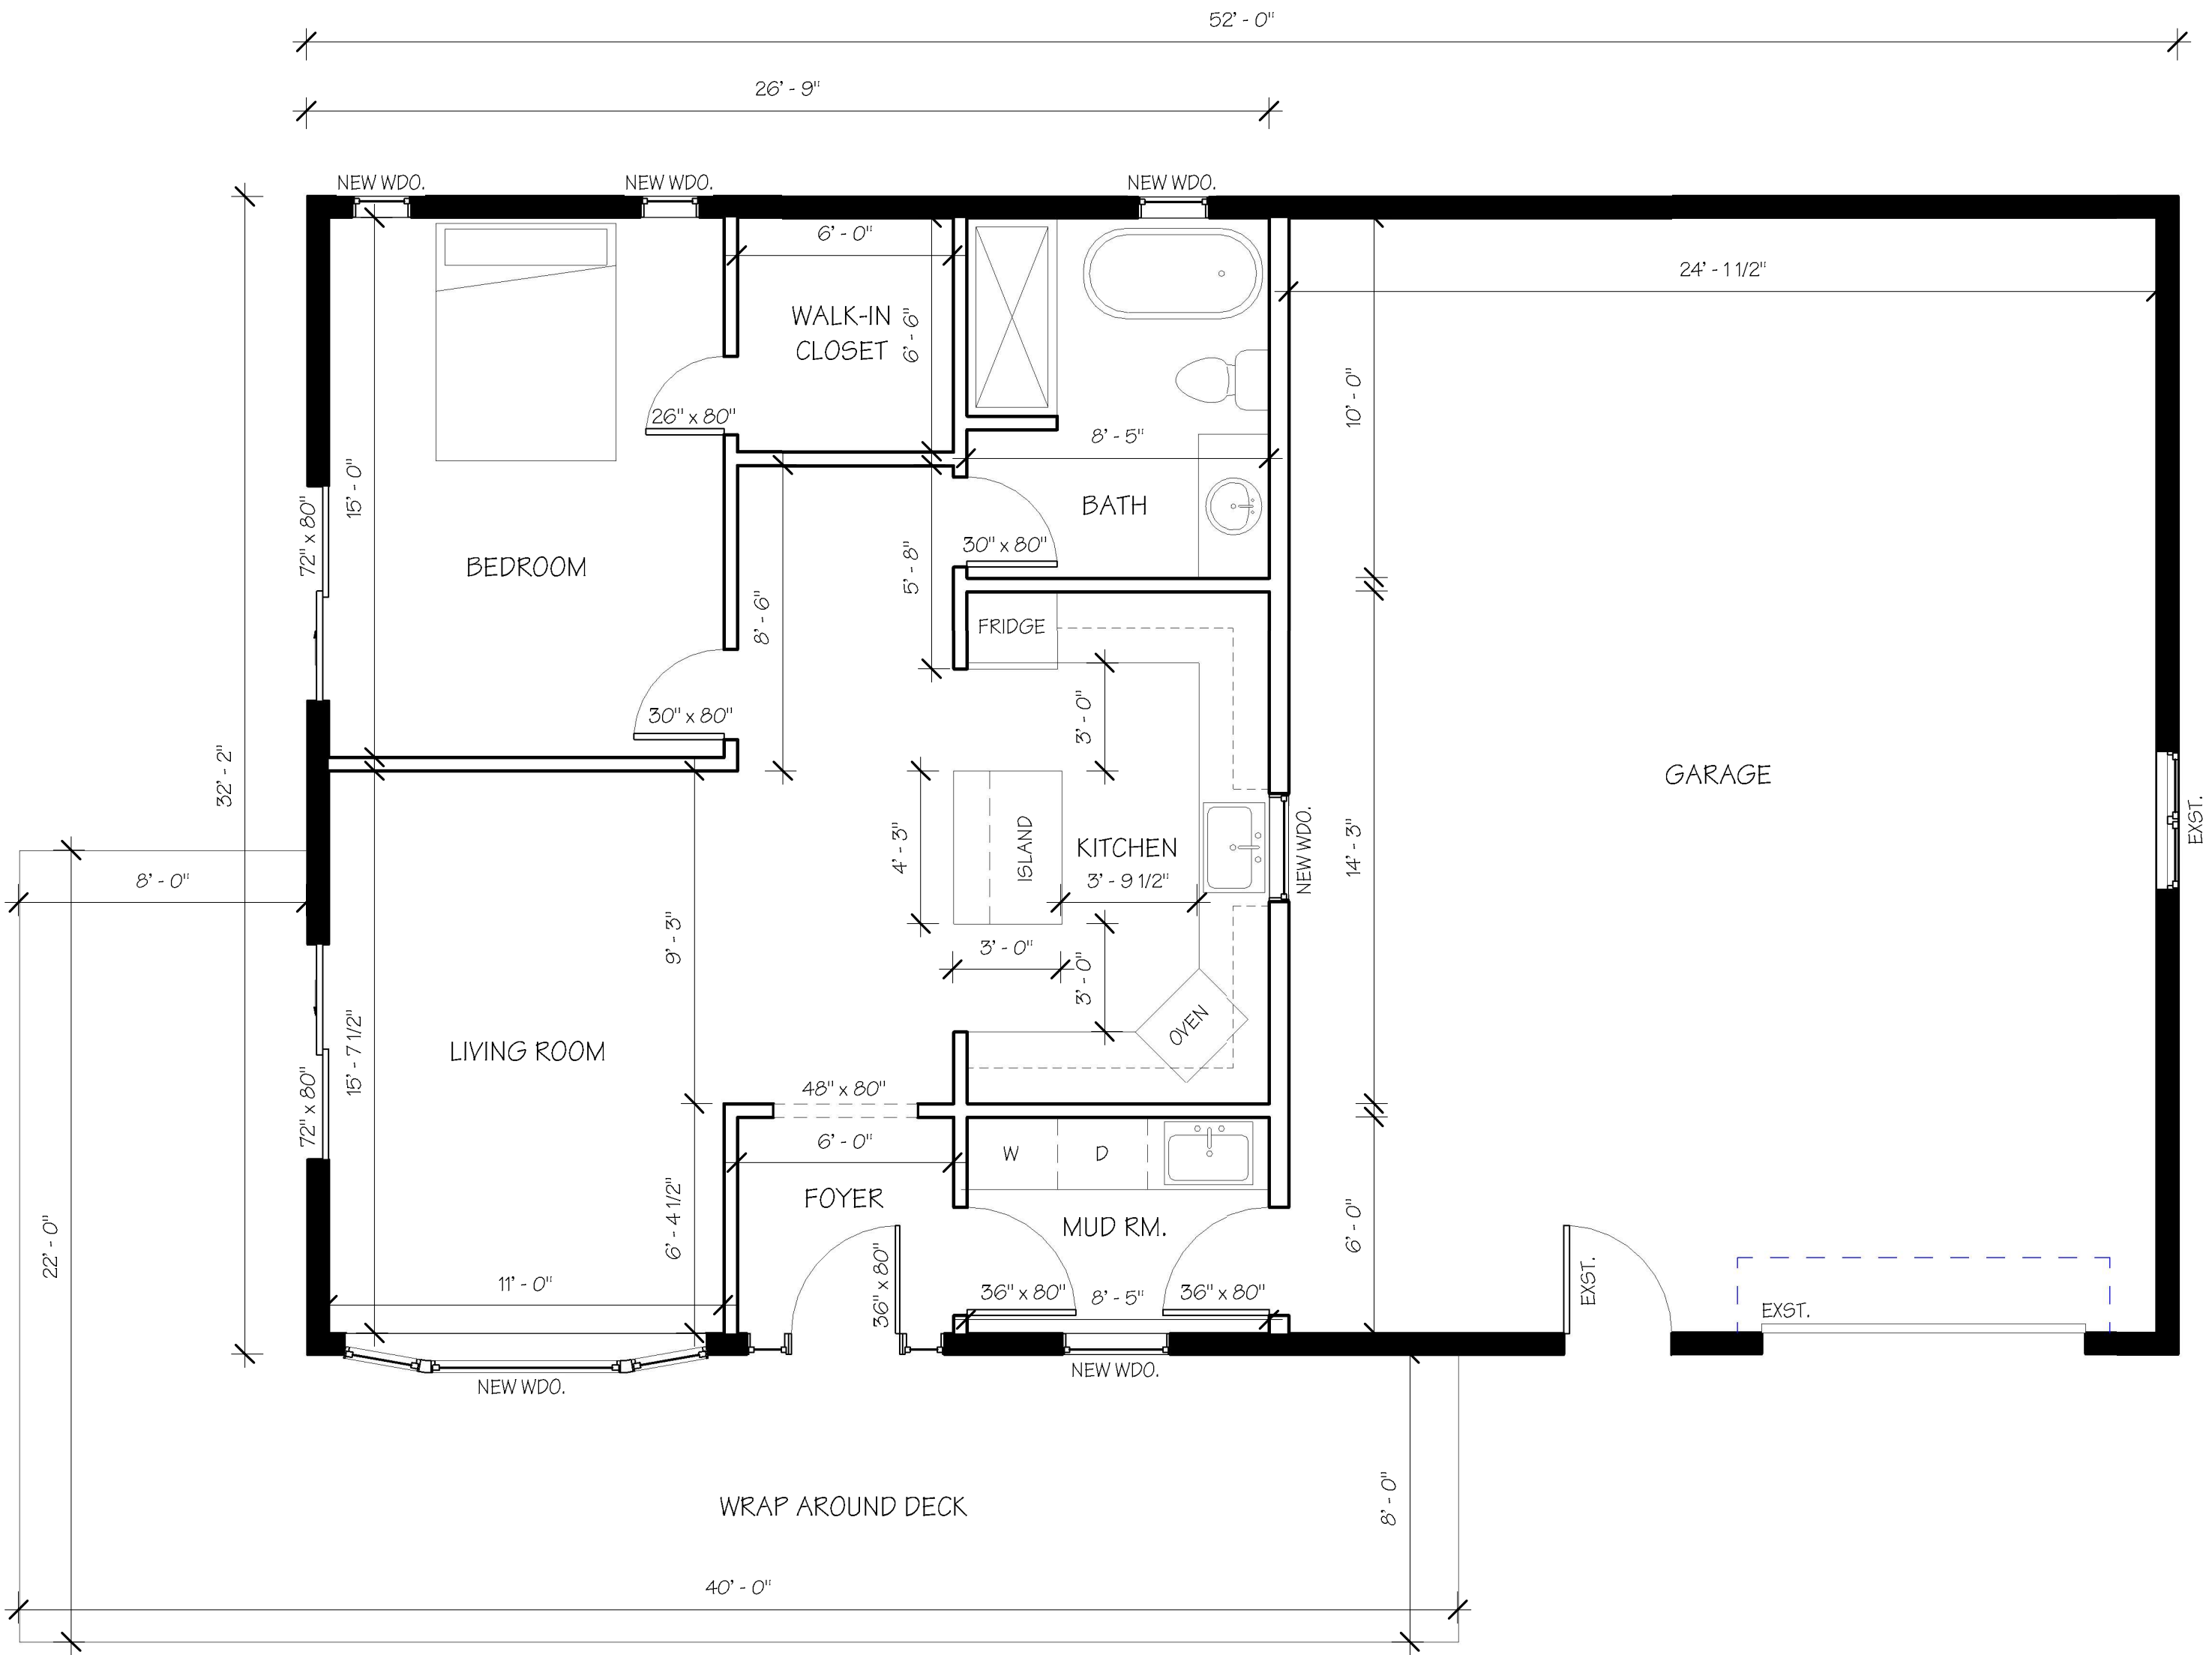 52' - 0"
26' - 9"
NEW WDO.
NEW WDO.
NEW WDO.
6' - 0"
24' - 1 1/2"
WALK-IN
CLOSET
6' - 6"
10' - 0"
26" x 80"
8' - 5"
15' - 0"
72" x 80"
BATH
30" x 80"
BEDROOM
5' - 8"
8' - 6"
FRIDGE
30" x 80"
3' - 0"
32' - 2"
GARAGE
EXST.
4' - 3"
ISLAND
KITCHEN
NEW WDO.
14' - 3"
8' - 0"
3' - 9 1/2"
9' - 3"
3' - 0"
3' - 0"
OVEN
15' - 7 1/2"
LIVING ROOM
72" x 80"
48" x 80"
6' - 0"
W
D
FOYER
6' - 4 1/2"
MUD RM.
6' - 0"
22' - 0"
11' - 0"
36" x 80"
36" x 80"
8' - 5"
36" x 80"
EXST.
EXST.
NEW WDO.
NEW WDO.
WRAP AROUND DECK
8' - 0"
40' - 0"